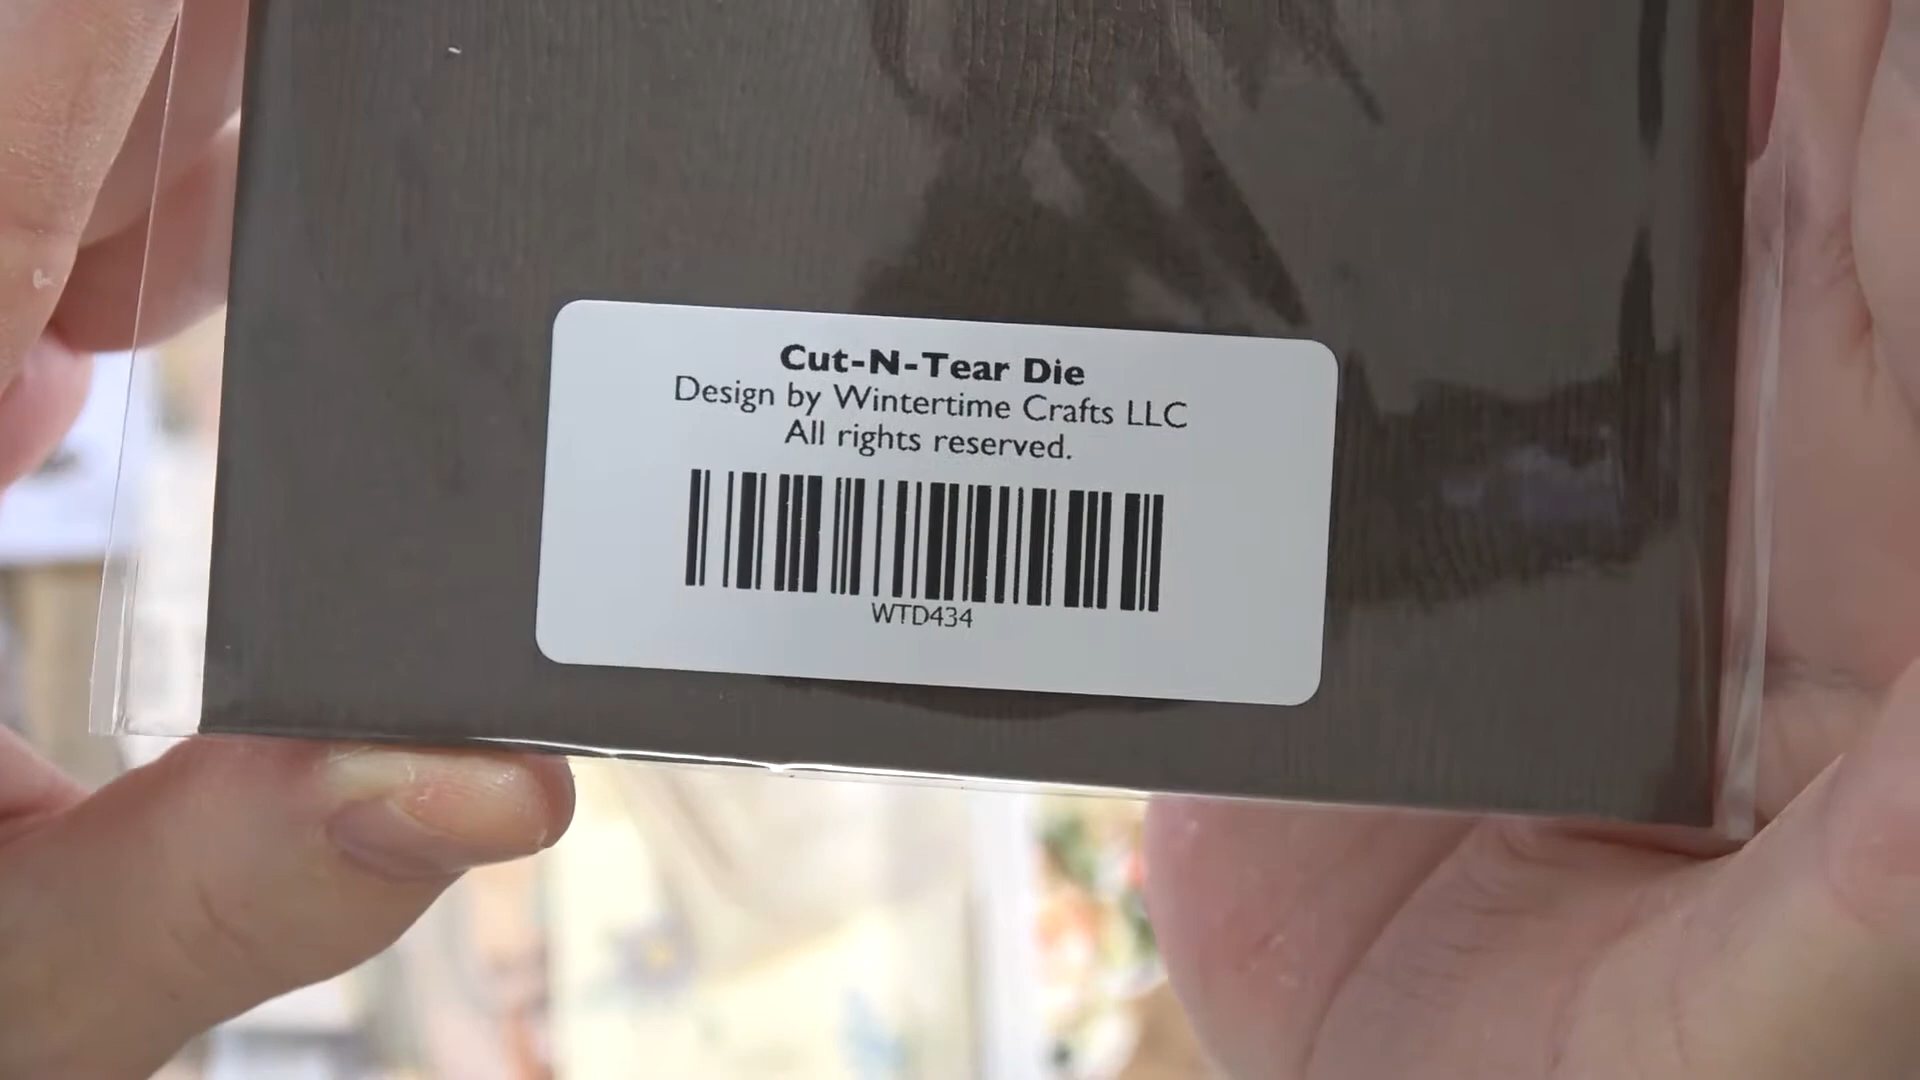 Cut-N-Tear Die
Design by Wintertime Crafts LLC
All rights reserved.
WTD434